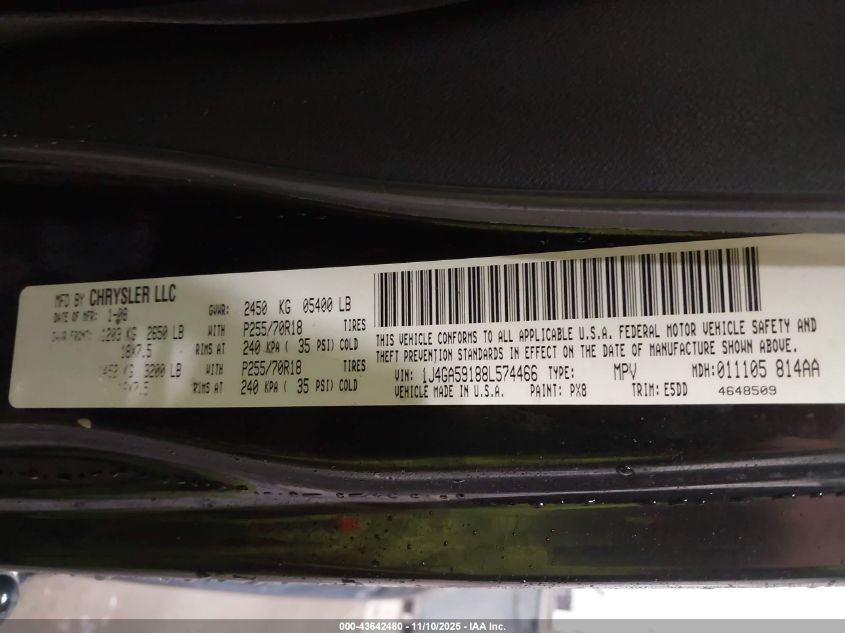 MFD BY CHRYSLER LLC
DATE OF MFR: 1-08
GVWR: 2450 KG 05400 LB
GAWR FRONT: 1203 KG 2650 LB WITH P255/70R18 TIRES
18X7.5 RIMS AT 240 KPA ( 35 PSI) COLD
3200 LB WITH P255/70R18 TIRES
RIMS AT 240 KPA ( 35 PSI) COLD
THIS VEHICLE CONFORMS TO ALL APPLICABLE U.S.A. FEDERAL MOTOR VEHICLE SAFETY AND
THEFT PREVENTION STANDARDS IN EFFECT ON THE DATE OF MANUFACTURE SHOWN ABOVE.
VIN: 1J4GA59188L574466 TYPE: MPV MDH: 011105 814AA
VEHICLE MADE IN U.S.A. PAINT: PX8 TRIM: E5DD 4648509
000-43642480 - 11/10/2025 - IAA Inc.